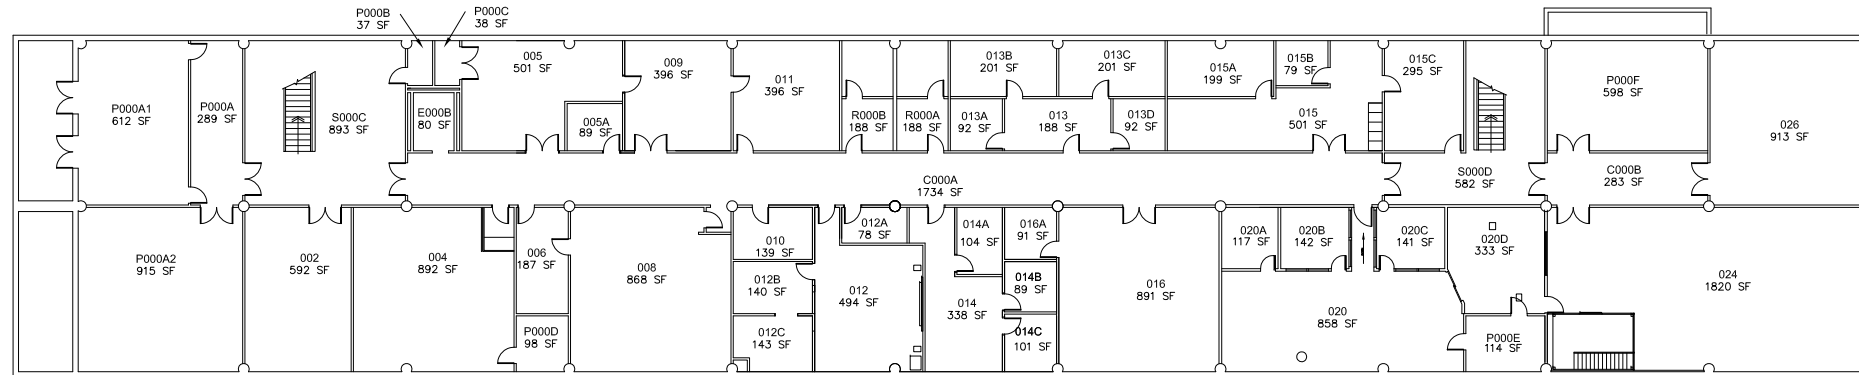 P000B
37 SF
P000C
38 SF
005
501 SF
009
396 SF
011
396 SF
013B
201 SF
013C
201 SF
015A
199 SF
015B
79 SF
015C
295 SF
P000F
598 SF
P000A1
612 SF
P000A
289 SF
S000C
893 SF
E000B
80 SF
005A
89 SF
R000B
188 SF
R000A
188 SF
013A
92 SF
013
188 SF
013D
92 SF
015
501 SF
026
913 SF
C000A
1734 SF
S000D
582 SF
C000B
283 SF
P000A2
915 SF
002
592 SF
004
892 SF
006
187 SF
008
868 SF
010
139 SF
012A
78 SF
014A
104 SF
016A
91 SF
020A
117 SF
020B
142 SF
020C
141 SF
020D
333 SF
012B
140 SF
012
494 SF
014B
89 SF
016
891 SF
024
1820 SF
014
338 SF
020
858 SF
P000D
98 SF
012C
143 SF
014C
101 SF
P000E
114 SF